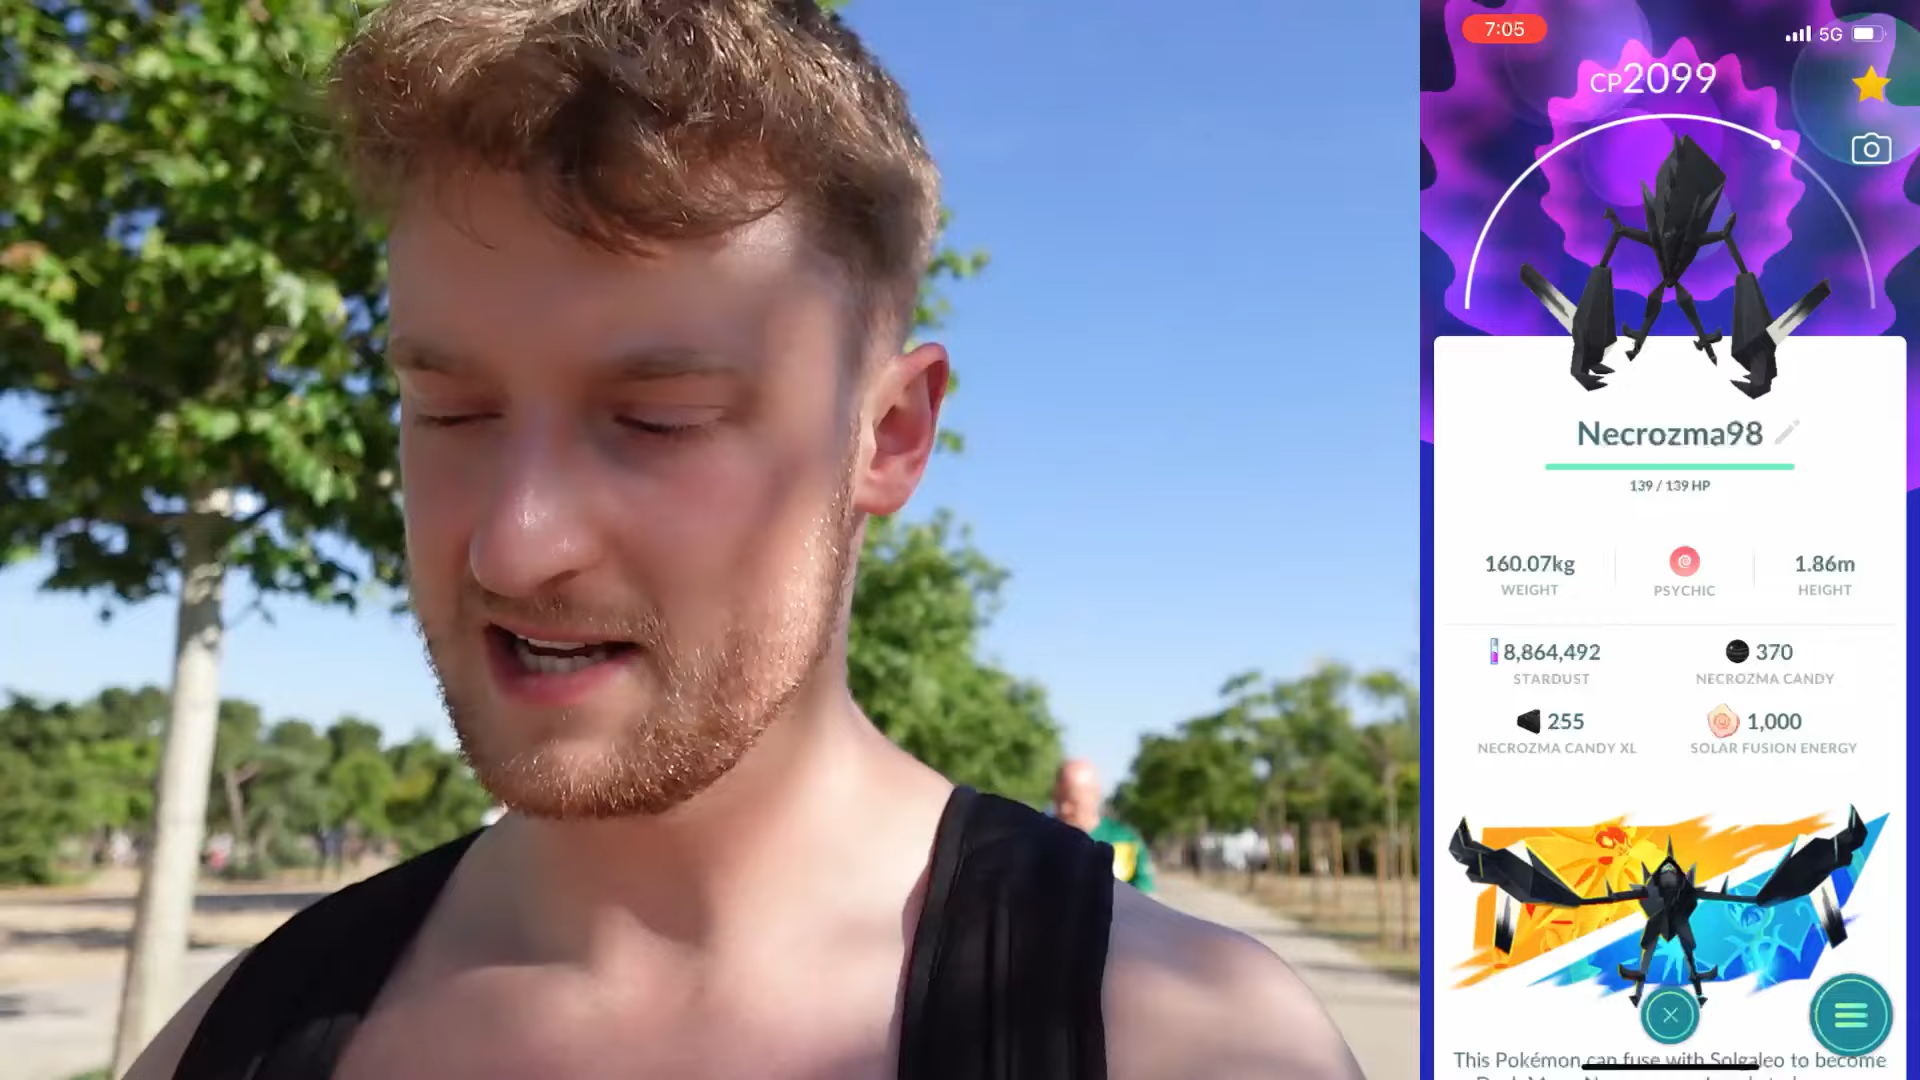 7:05
5G
CP2099
Necrozma98
139 / 139 HP
160.07kg
WEIGHT
PSYCHIC
1.86m
HEIGHT
8,864,492
STARDUST
370
NECROZMA CANDY
255
NECROZMA CANDY XL
1,000
SOLAR FUSION ENERGY
This Pokémon can fuse with Solgaleo to become